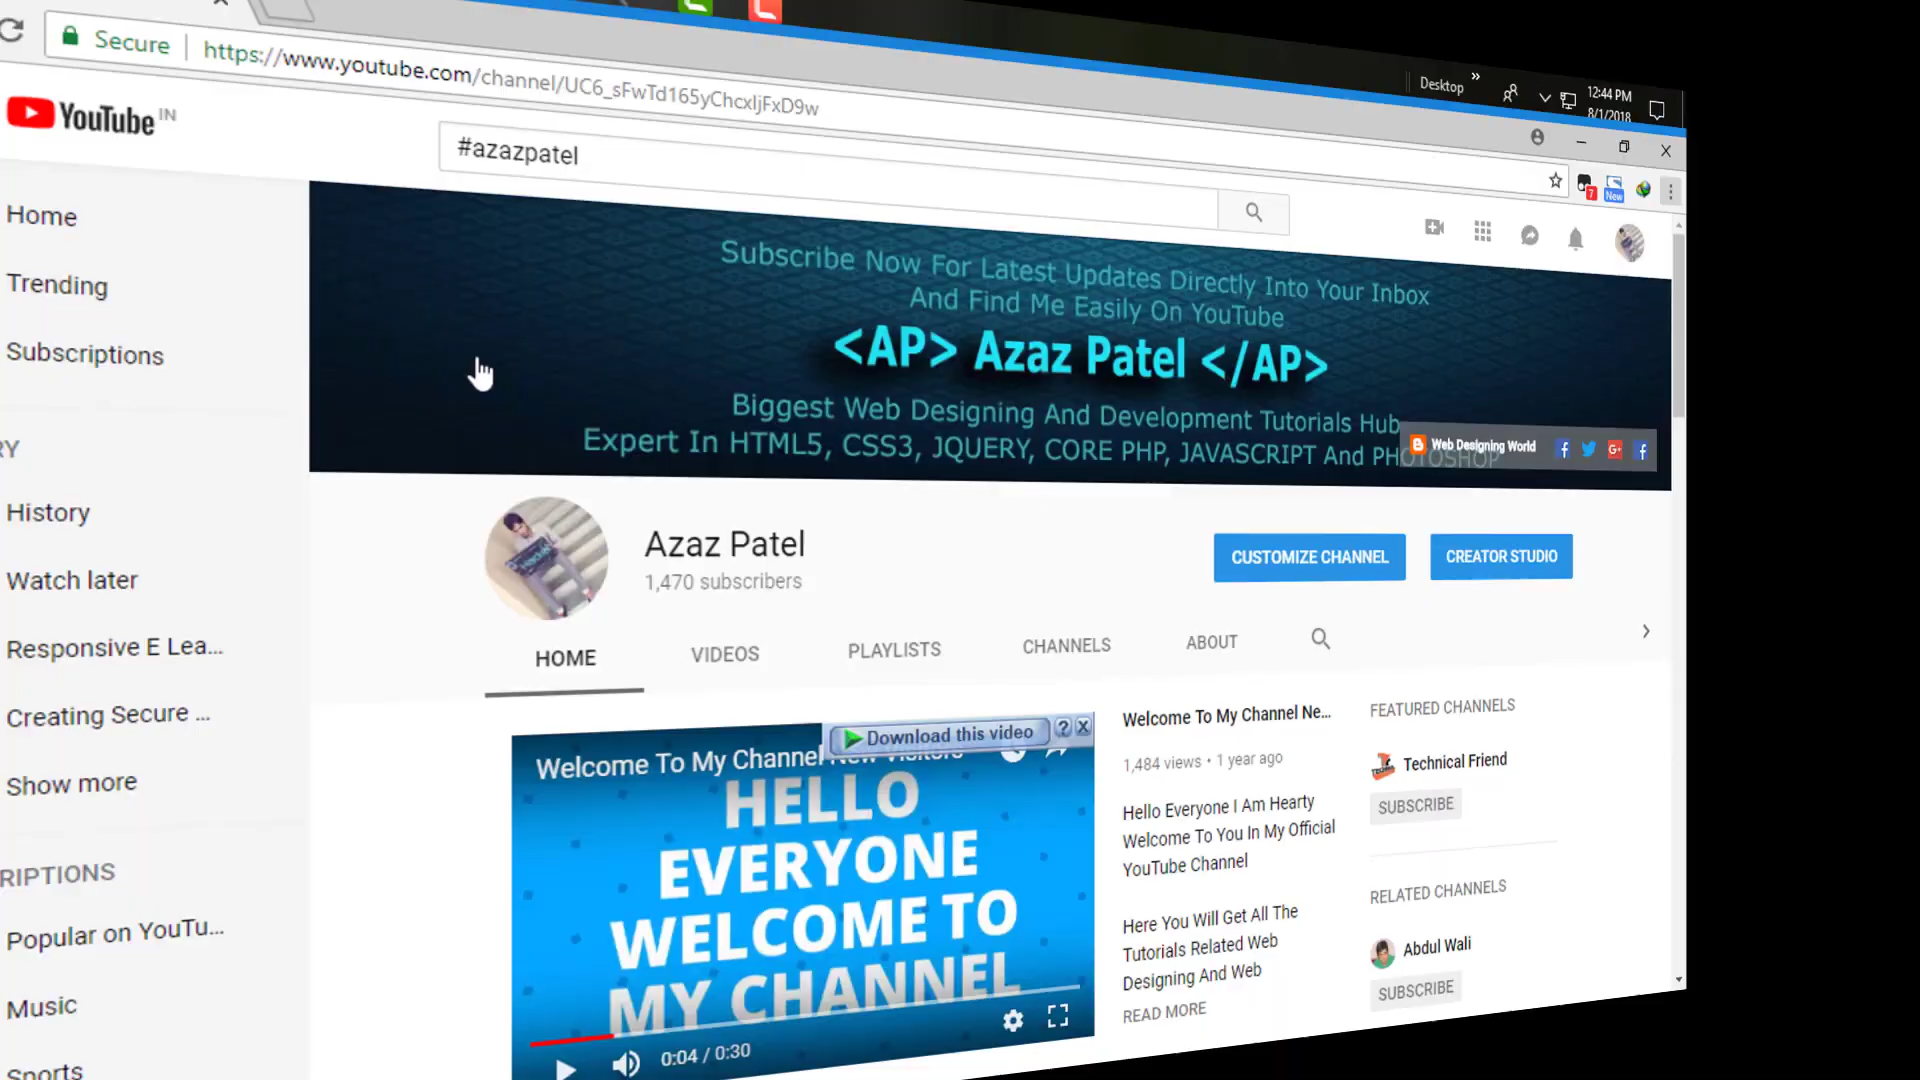 Desktop
12:44 PM
8/1/2018
Secure
https://www.youtube.com/channel/UC6_sFwTd165yChcxIjFxD9w
7
New
YouTube IN
#azazpatel
Home
Trending
Subscriptions
RY
History
Watch later
Responsive E Lea...
Creating Secure ...
Show more
RIPTIONS
Popular on YouTu...
Music
Sports
Subscribe Now For Latest Updates Directly Into Your Inbox
And Find Me Easily On YouTube
<AP> Azaz Patel </AP>
Biggest Web Designing And Development Tutorials Hub
Expert In HTML5, CSS3, JQUERY, CORE PHP, JAVASCRIPT And PHOTOSHOP
Web Designing World
Azaz Patel
1,470 subscribers
CUSTOMIZE CHANNEL
CREATOR STUDIO
HOME
VIDEOS
PLAYLISTS
CHANNELS
ABOUT
Download this video
Welcome To My Channel New Visitors
HELLO
EVERYONE
WELCOME TO
MY CHANNEL
0:04 / 0:30
Welcome To My Channel Ne...
1,484 views • 1 year ago
Hello Everyone I Am Hearty
Welcome To You In My Official
YouTube Channel
Here You Will Get All The
Tutorials Related Web
Designing And Web
READ MORE
FEATURED CHANNELS
Technical Friend
SUBSCRIBE
RELATED CHANNELS
Abdul Wali
SUBSCRIBE